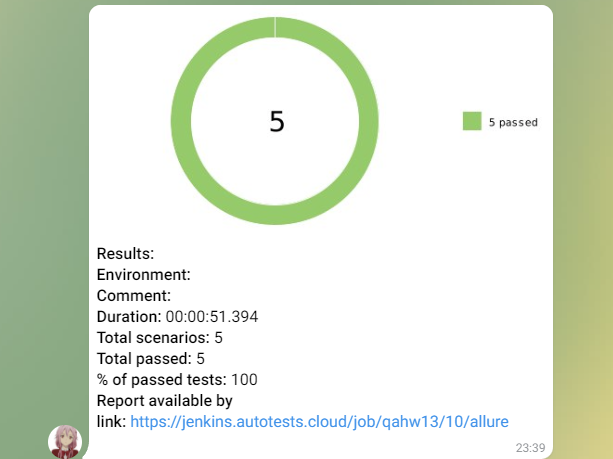 5
5 passed
Results:
Environment:
Comment:
Duration: 00:00:51.394
Total scenarios: 5
Total passed: 5
% of passed tests: 100
Report available by
link: https://jenkins.autotests.cloud/job/qahw13/10/allure
23:39